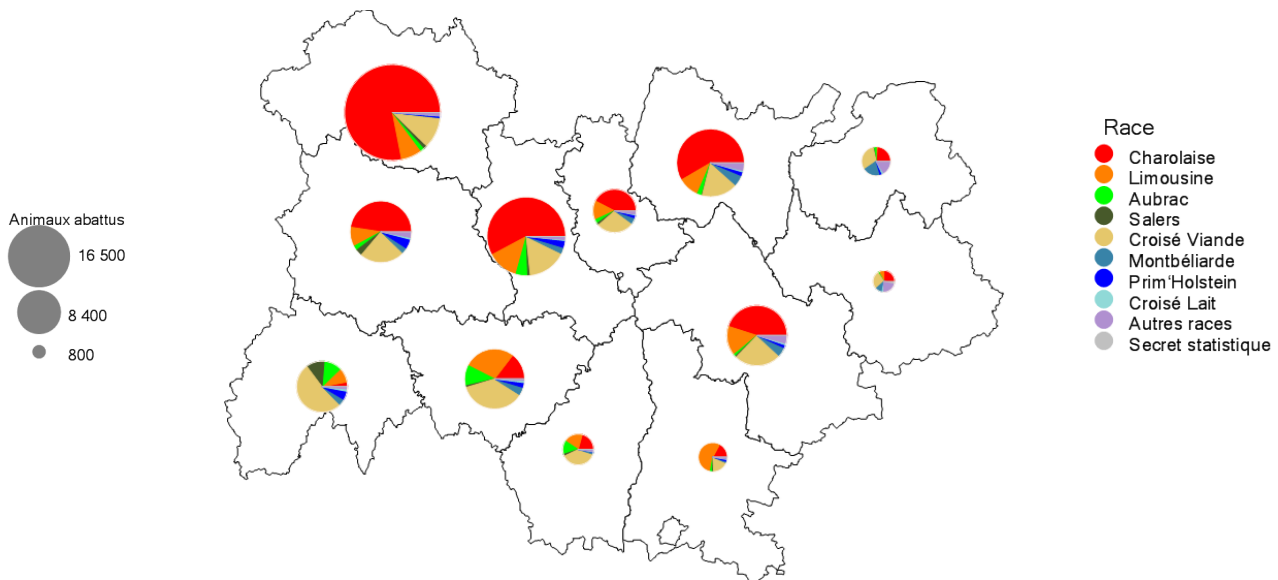 Animaux abattus
16 500
8 400
800
Race
Charolaise
Limousine
Aubrac
Salers
Croisé Viande
Montbéliarde
Prim'Holstein
Croisé Lait
Autres races
Secret statistique